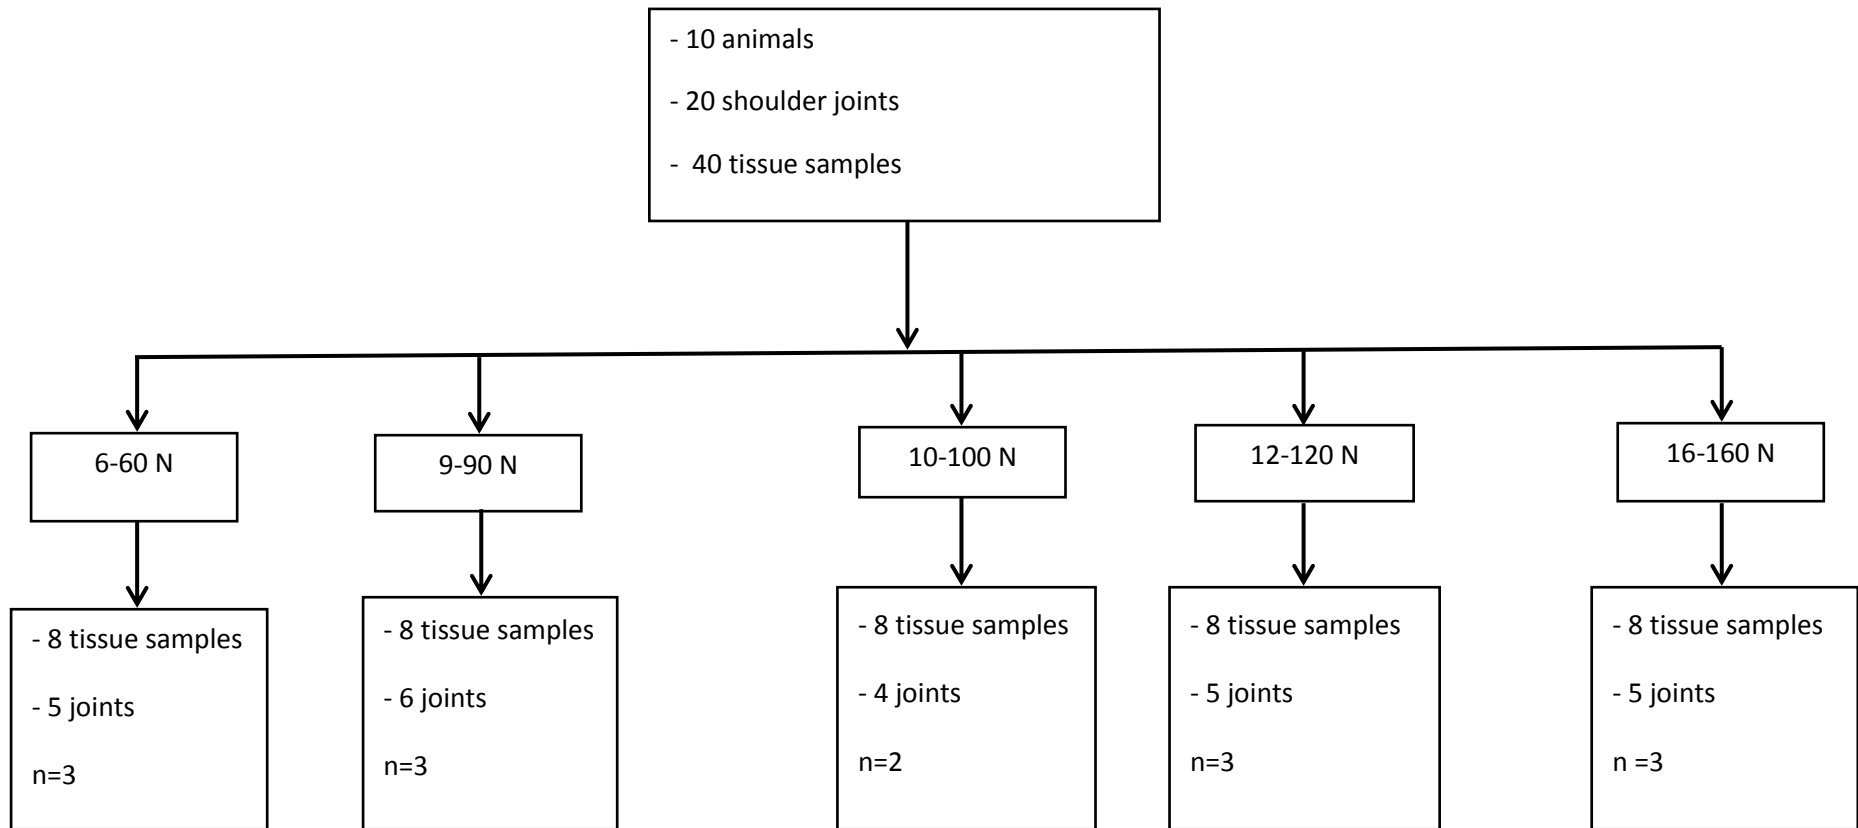 - 10 animals
- 20 shoulder joints
-  40 tissue samples
6-60 N
9-90 N
10-100 N
12-120 N
16-160 N
- 8 tissue samples
- 5 joints
n=3
- 8 tissue samples
- 6 joints
n=3
- 8 tissue samples
- 4 joints
n=2
- 8 tissue samples
- 5 joints
n=3
- 8 tissue samples
- 5 joints
n =3